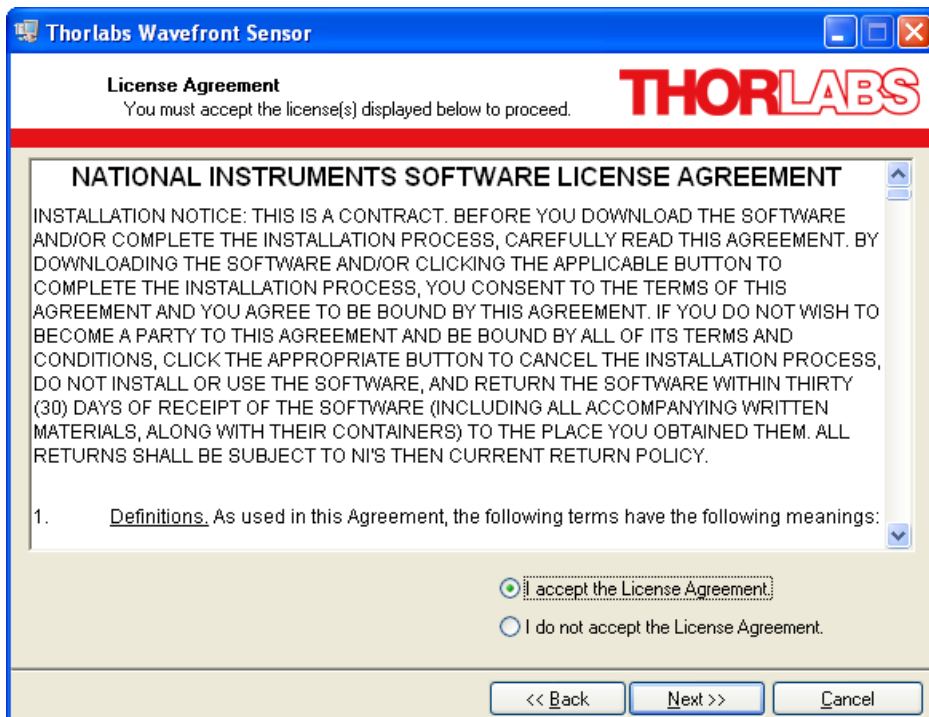 Thorlabs Wavefront Sensor
License Agreement
You must accept the license(s) displayed below to proceed.
THORLABS
NATIONAL INSTRUMENTS SOFTWARE LICENSE AGREEMENT
INSTALLATION NOTICE: THIS IS A CONTRACT. BEFORE YOU DOWNLOAD THE SOFTWARE
AND/OR COMPLETE THE INSTALLATION PROCESS, CAREFULLY READ THIS AGREEMENT. BY
DOWNLOADING THE SOFTWARE AND/OR CLICKING THE APPLICABLE BUTTON TO
COMPLETE THE INSTALLATION PROCESS, YOU CONSENT TO THE TERMS OF THIS
AGREEMENT AND YOU AGREE TO BE BOUND BY THIS AGREEMENT. IF YOU DO NOT WISH TO
BECOME A PARTY TO THIS AGREEMENT AND BE BOUND BY ALL OF ITS TERMS AND
CONDITIONS, CLICK THE APPROPRIATE BUTTON TO CANCEL THE INSTALLATION PROCESS,
DO NOT INSTALL OR USE THE SOFTWARE, AND RETURN THE SOFTWARE WITHIN THIRTY
(30) DAYS OF RECEIPT OF THE SOFTWARE (INCLUDING ALL ACCOMPANYING WRITTEN
MATERIALS, ALONG WITH THEIR CONTAINERS) TO THE PLACE YOU OBTAINED THEM. ALL
RETURNS SHALL BE SUBJECT TO NI'S THEN CURRENT RETURN POLICY.
1. Definitions. As used in this Agreement, the following terms have the following meanings:
I accept the License Agreement.
I do not accept the License Agreement.
<< Back
Next >>
Cancel